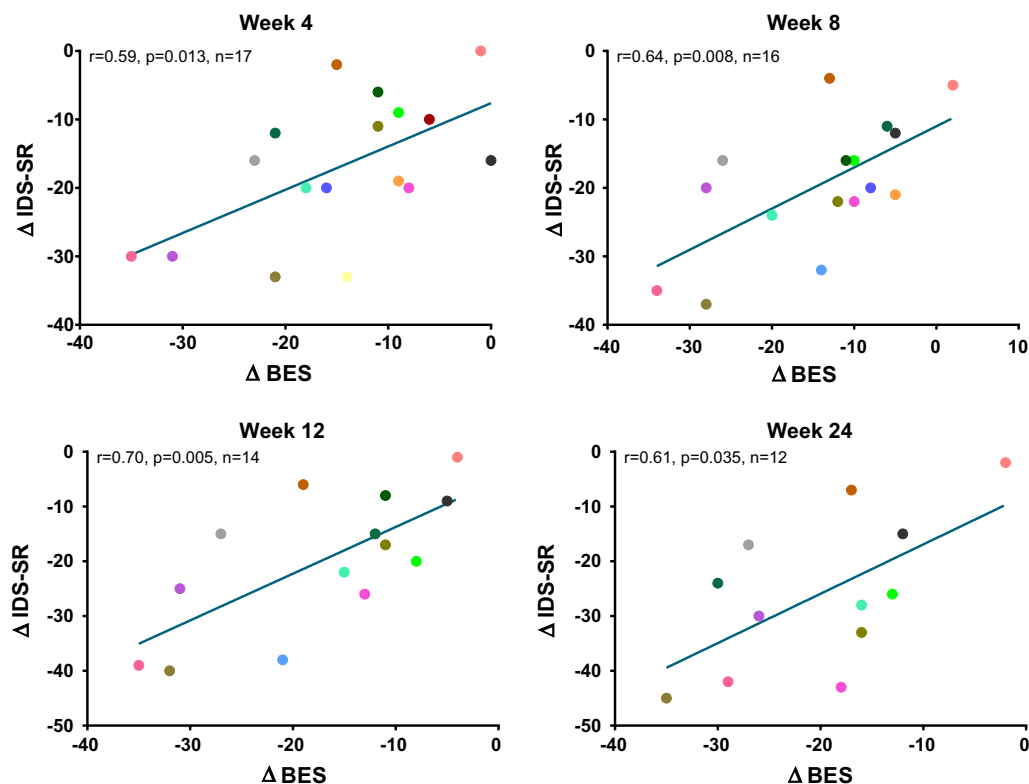 Week 4
r=0.59, p=0.013, n=17
0
-10
-20
-30
-40
Δ IDS-SR
-40 -30 -20 -10 0
Δ BES
Week 8
r=0.64, p=0.008, n=16
0
-10
-20
-30
-40
Δ IDS-SR
-40 -30 -20 -10 0 10
Δ BES
Week 12
r=0.70, p=0.005, n=14
0
-10
-20
-30
-40
-50
Δ IDS-SR
-40 -30 -20 -10 0
Δ BES
Week 24
r=0.61, p=0.035, n=12
0
-10
-20
-30
-40
-50
Δ IDS-SR
-40 -30 -20 -10 0
Δ BES